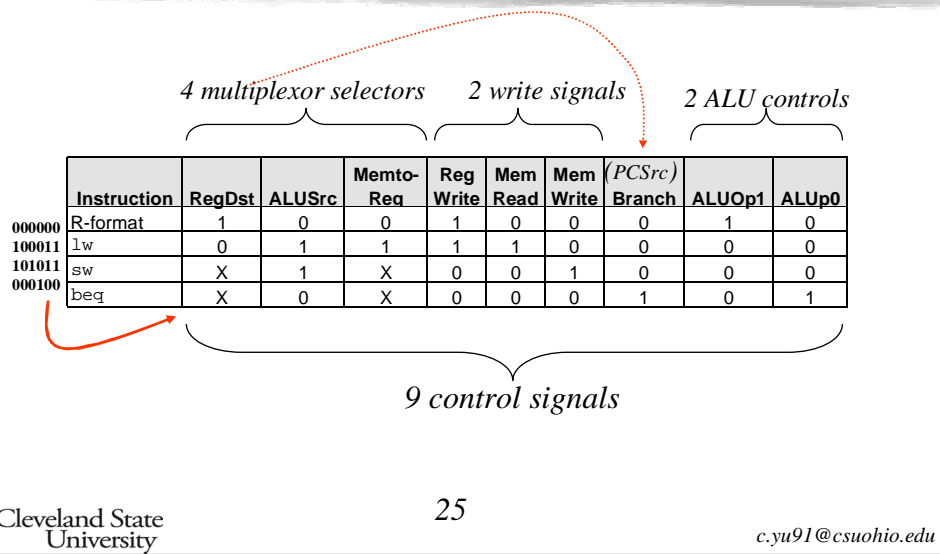 4 multiplexor selectors 2 write signals 2 ALU controls
Memto- Reg Mem Mem (PCSrc)
Instruction RegDst ALUSrc Reg Write Read Write Branch ALUOp1 ALUp0
000000 R-format 1 0 0 1 0 0 0 1 0
100011 lw 0 1 1 1 1 0 0 0 0
101011 sw X 1 X 0 0 1 0 0 0
000100 beq X 0 X 0 0 0 1 0 1
9 control signals
25
Cleveland State
University
c.yu91@csuohio.edu